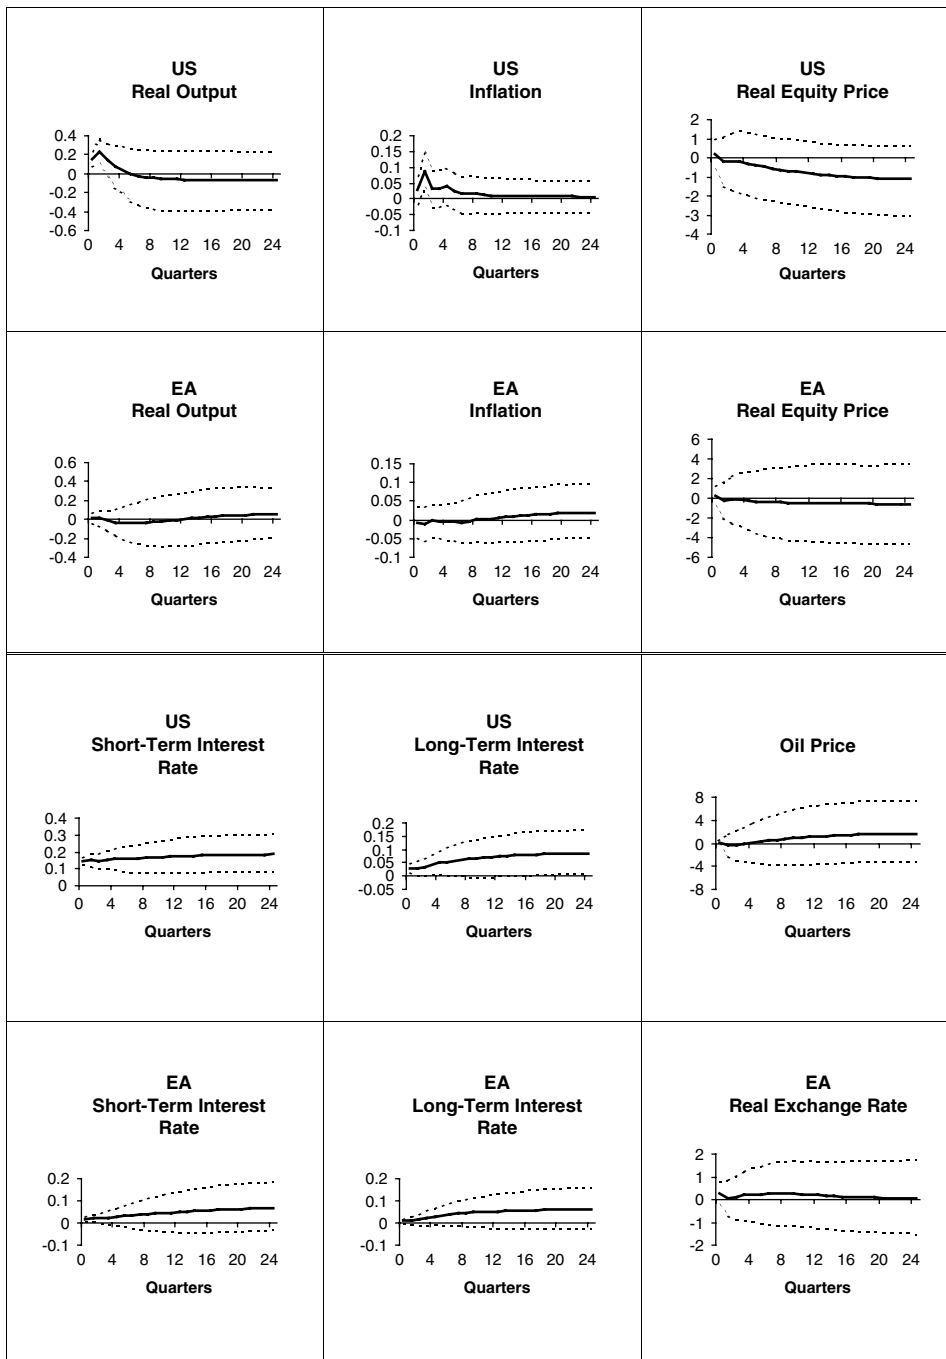 US
Real Output
0.4
0.2
0
-0.2
-0.4
-0.6
0 4 8 12 16 20 24
Quarters
US
Inflation
0.2
0.15
0.1
0.05
0
-0.05
-0.1
0 4 8 12 16 20 24
Quarters
US
Real Equity Price
2
1
0
-1
-2
-3
-4
0 4 8 12 16 20 24
Quarters
EA
Real Output
0.6
0.4
0.2
0
-0.2
-0.4
0 4 8 12 16 20 24
Quarters
EA
Inflation
0.15
0.1
0.05
0
-0.05
-0.1
0 4 8 12 16 20 24
Quarters
EA
Real Equity Price
6
4
2
0
-2
-4
-6
0 4 8 12 16 20 24
Quarters
US
Short-Term Interest
Rate
0.4
0.3
0.2
0.1
0
0 4 8 12 16 20 24
Quarters
US
Long-Term Interest
Rate
0.2
0.15
0.1
0.05
0
-0.05
0 4 8 12 16 20 24
Quarters
Oil Price
8
4
0
-4
-8
0 4 8 12 16 20 24
Quarters
EA
Short-Term Interest
Rate
0.2
0.1
0
-0.1
0 4 8 12 16 20 24
Quarters
EA
Long-Term Interest
Rate
0.2
0.1
0
-0.1
0 4 8 12 16 20 24
Quarters
EA
Real Exchange Rate
2
1
0
-1
-2
0 4 8 12 16 20 24
Quarters